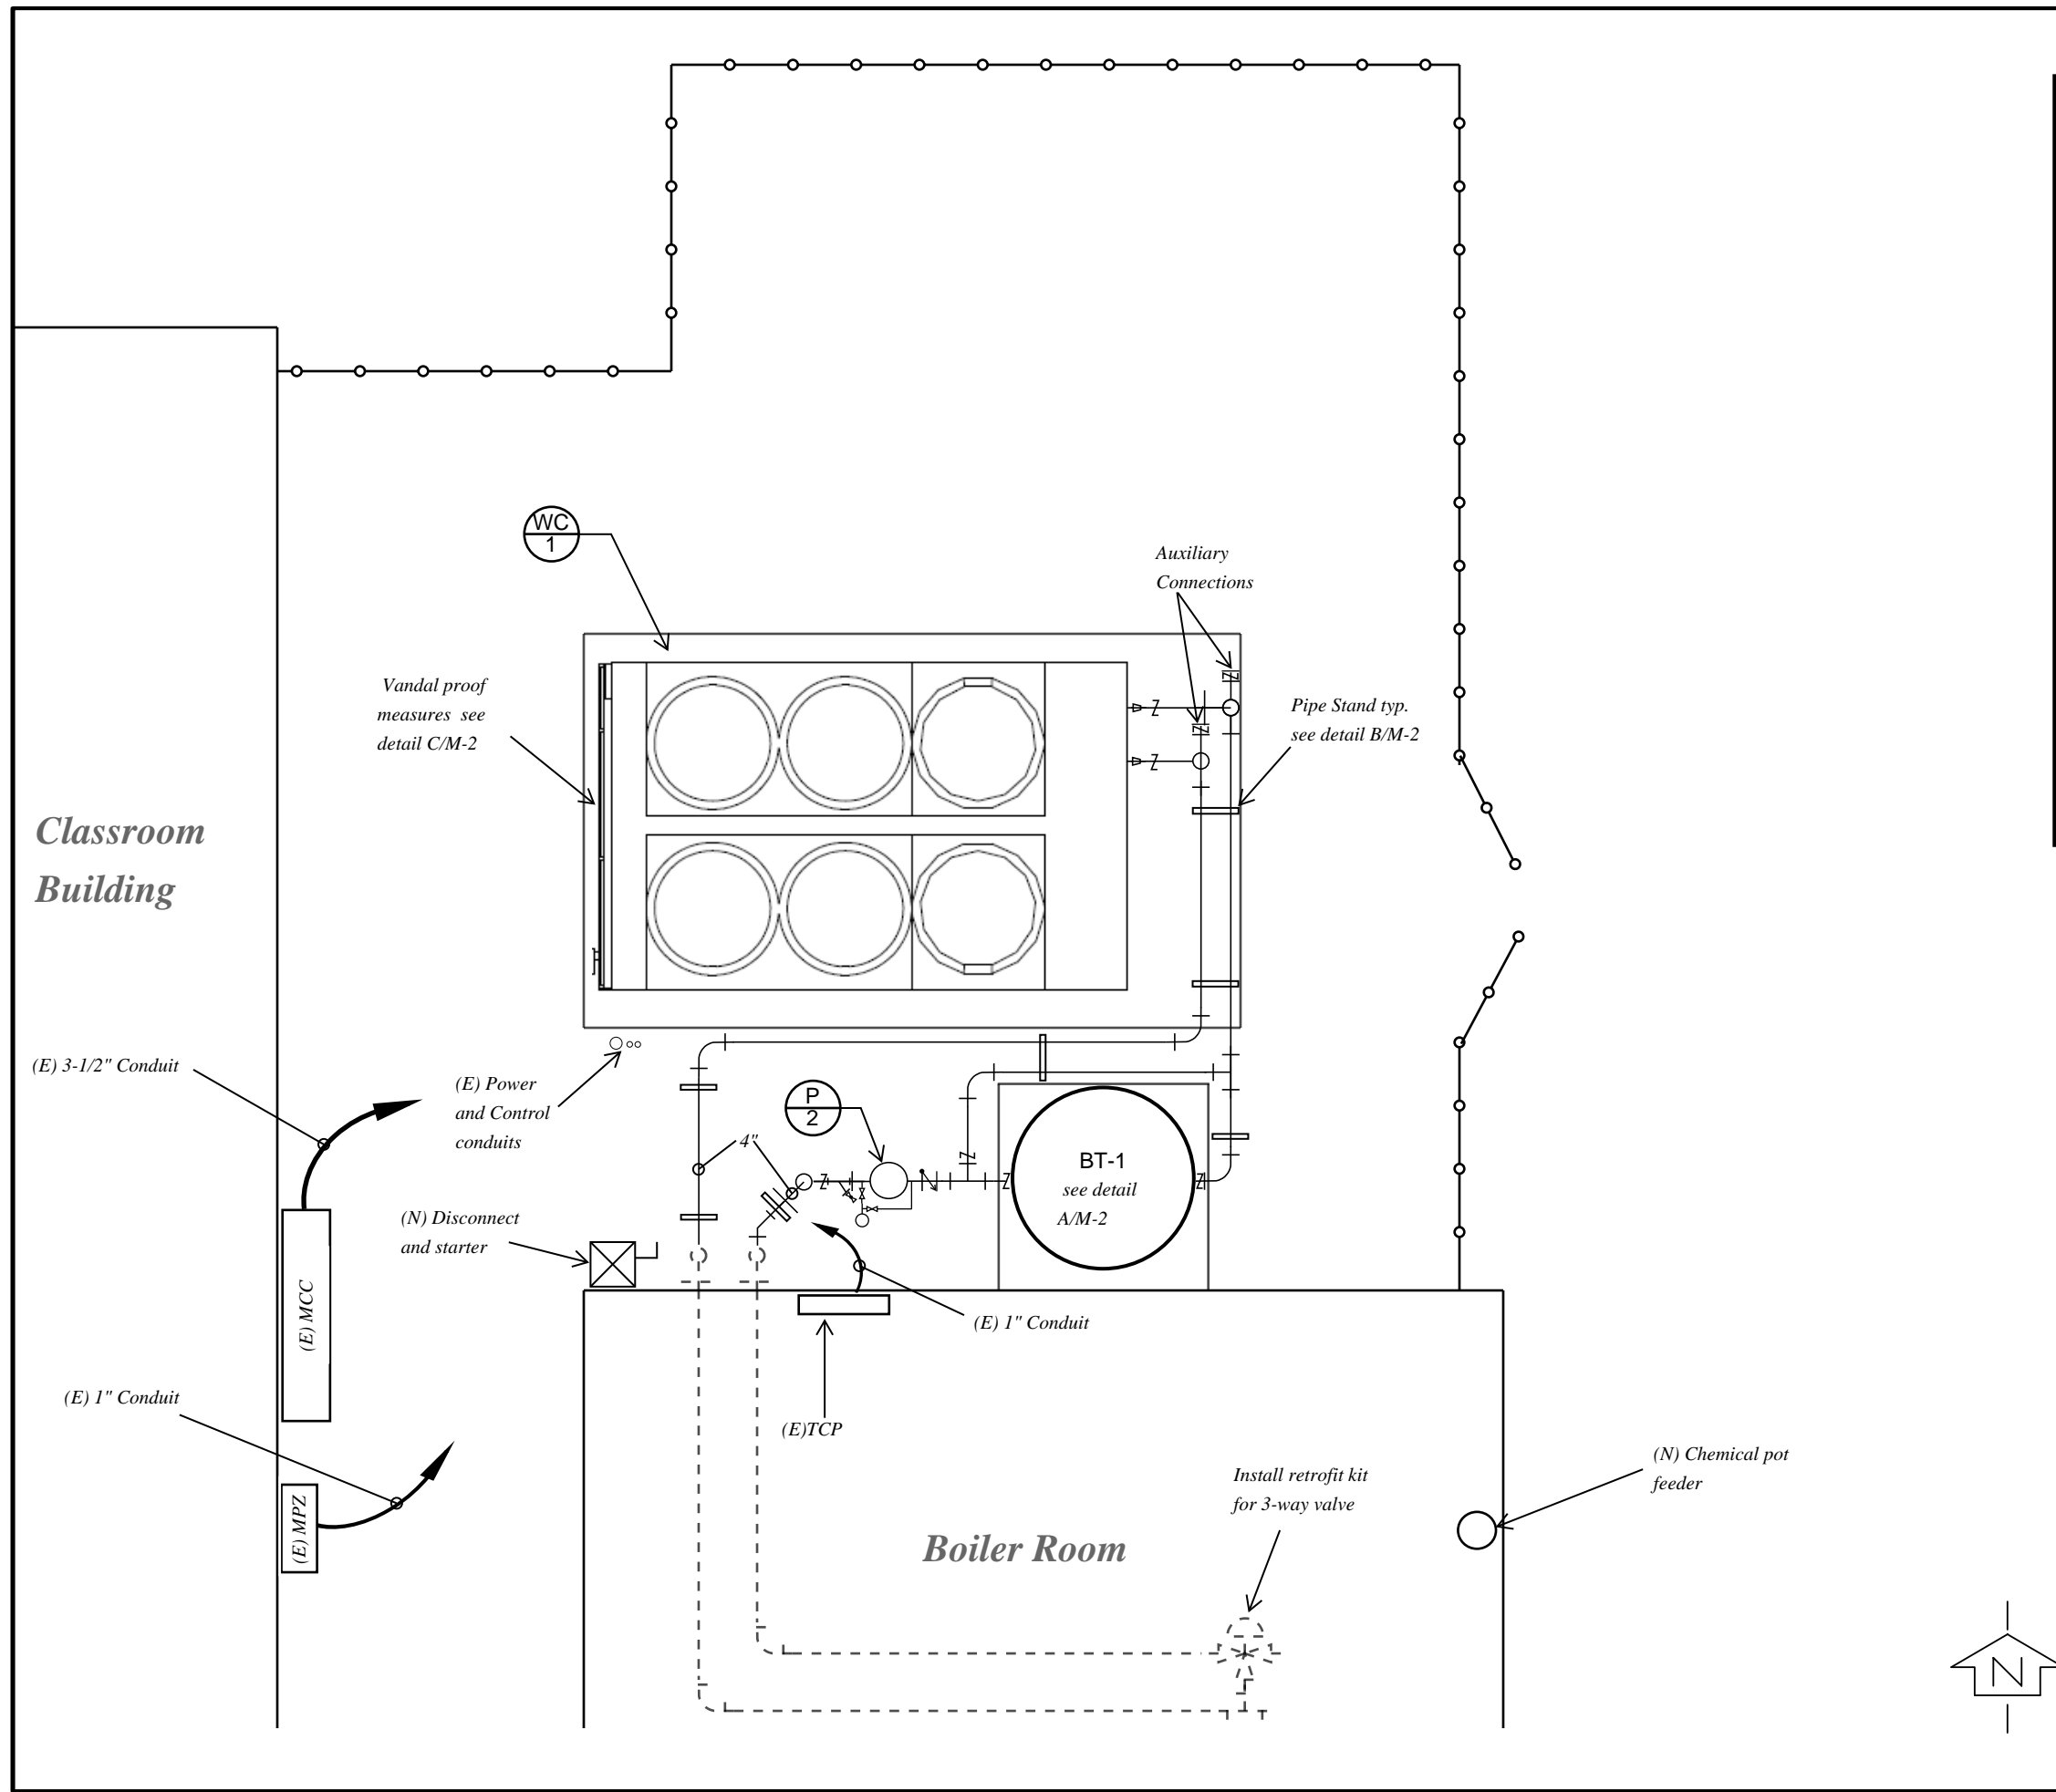 WC
1
Auxiliary
Connections
Vandal proof
measures see
detail C/M-2
Pipe Stand typ.
see detail B/M-2
Classroom
Building
(E) 3-1/2" Conduit
(E) Power
and Control
conduits
P
2
4"
BT-1
see detail
A/M-2
(N) Disconnect
and starter
(E) MCC
(E) 1" Conduit
(E) 1" Conduit
(E)TCP
(E) MPZ
Install retrofit kit
for 3-way valve
(N) Chemical pot
feeder
Boiler Room
N